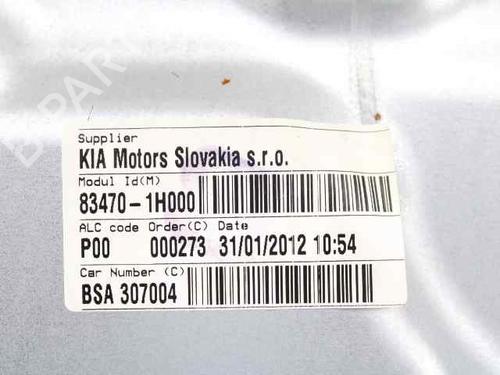 Supplier
KIA Motors Slovakia s.r.o.
Modul Id(M)
83470-1H000
ALC code Order(C) Date
P00 000273 31/01/2012 10:54
Car Number (C)
BSA 307004